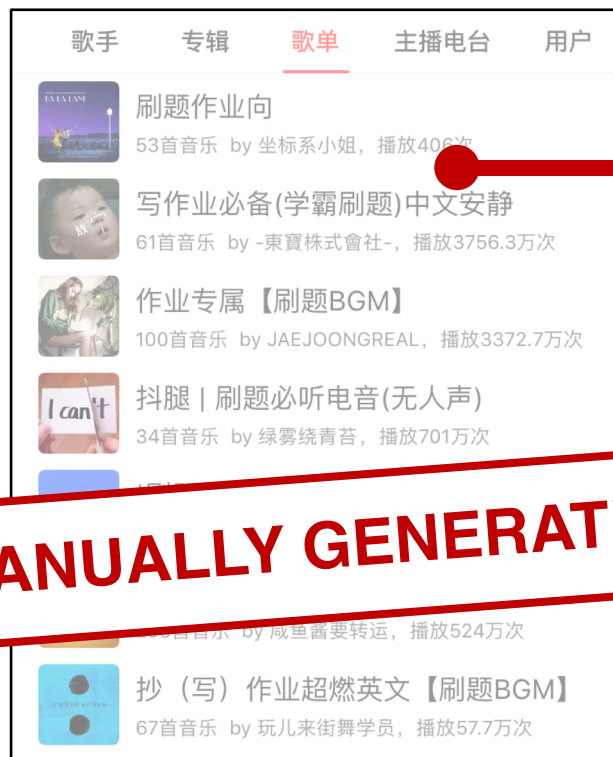 歌手 专辑 歌单 主播电台 用户
LA LA LAND
刷题作业向
53首音乐 by 坐标系小姐，播放406次
写作业必备(学霸刷题)中文安静
61首音乐 by -東寶株式會社-，播放3756.3万次
作业专属【刷题BGM】
100首音乐 by JAEJOONGREAL，播放3372.7万次
I can't
抖腿 | 刷题必听电音(无人声)
34首音乐 by 绿雾绕青苔，播放701万次
ANUALLY GENERAT
by 咸鱼酱要转运，播放524万次
抄（写）作业超燃英文【刷题BGM】
67首音乐 by 玩儿来街舞学员，播放57.7万次